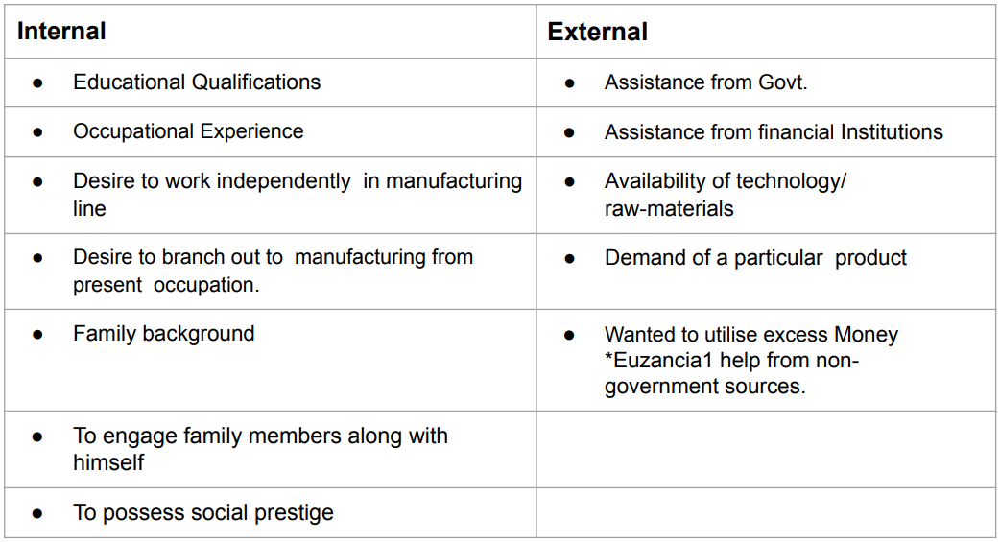 Internal
External
● Educational Qualifications
● Assistance from Govt.
● Occupational Experience
● Assistance from financial Institutions
● Desire to work independently in manufacturing
line
● Availability of technology/
raw-materials
● Desire to branch out to manufacturing from
present occupation.
● Demand of a particular product
● Family background
● Wanted to utilise excess Money
*Euzancia1 help from non-
government sources.
● To engage family members along with
himself
● To possess social prestige